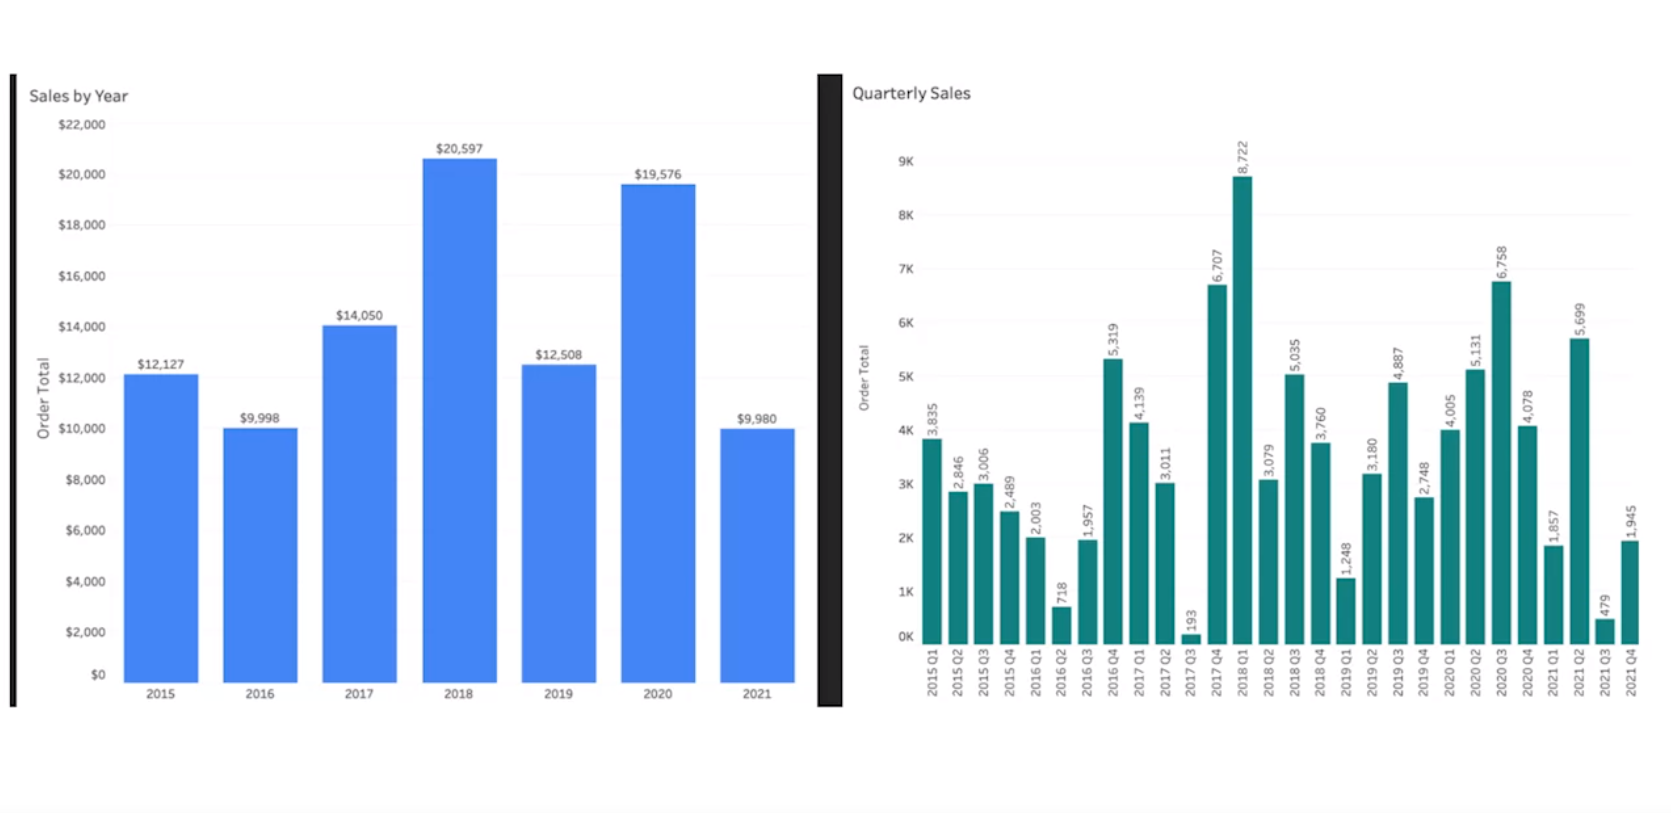 Sales by Year
$22,000
$20,000
$18,000
$16,000
$14,000
$12,000
$10,000
$8,000
$6,000
$4,000
$2,000
$0
Order Total
$12,127
$9,998
$14,050
$20,597
$12,508
$19,576
$9,980
2015 2016 2017 2018 2019 2020 2021
Quarterly Sales
9K
8K
7K
6K
5K
4K
3K
2K
1K
0K
Order Total
3,835
2,846
3,006
2,489
2,003
718
1,957
5,319
4,139
3,011
193
6,707
8,722
3,079
5,035
3,760
1,248
3,180
4,887
2,748
4,005
5,131
6,758
4,078
1,857
5,699
479
1,945
2015 Q1
2015 Q2
2015 Q3
2015 Q4
2016 Q1
2016 Q2
2016 Q3
2016 Q4
2017 Q1
2017 Q2
2017 Q3
2017 Q4
2018 Q1
2018 Q2
2018 Q3
2018 Q4
2019 Q1
2019 Q2
2019 Q3
2019 Q4
2020 Q1
2020 Q2
2020 Q3
2020 Q4
2021 Q1
2021 Q2
2021 Q3
2021 Q4